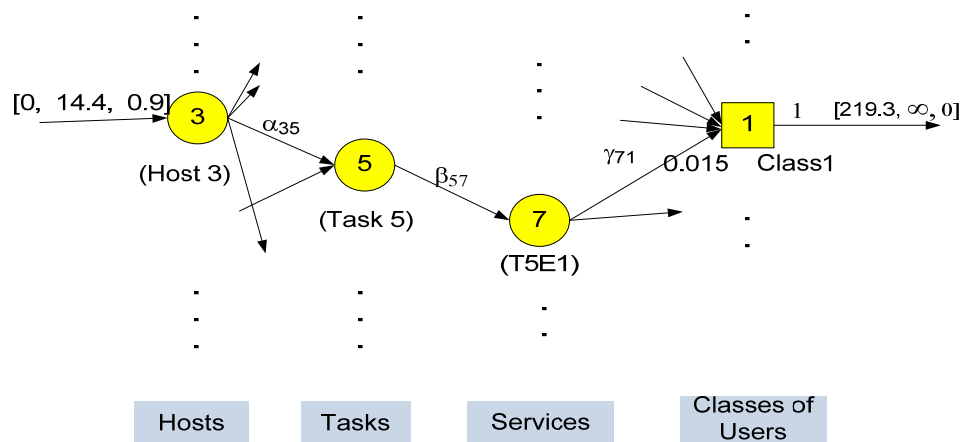 [0, 14.4, 0.9]
3
(Host 3)
α35
5
(Task 5)
β57
7
(T5E1)
γ71
0.015
1
Class1
1
[219.3, ∞, 0]
Hosts
Tasks
Services
Classes of
Users